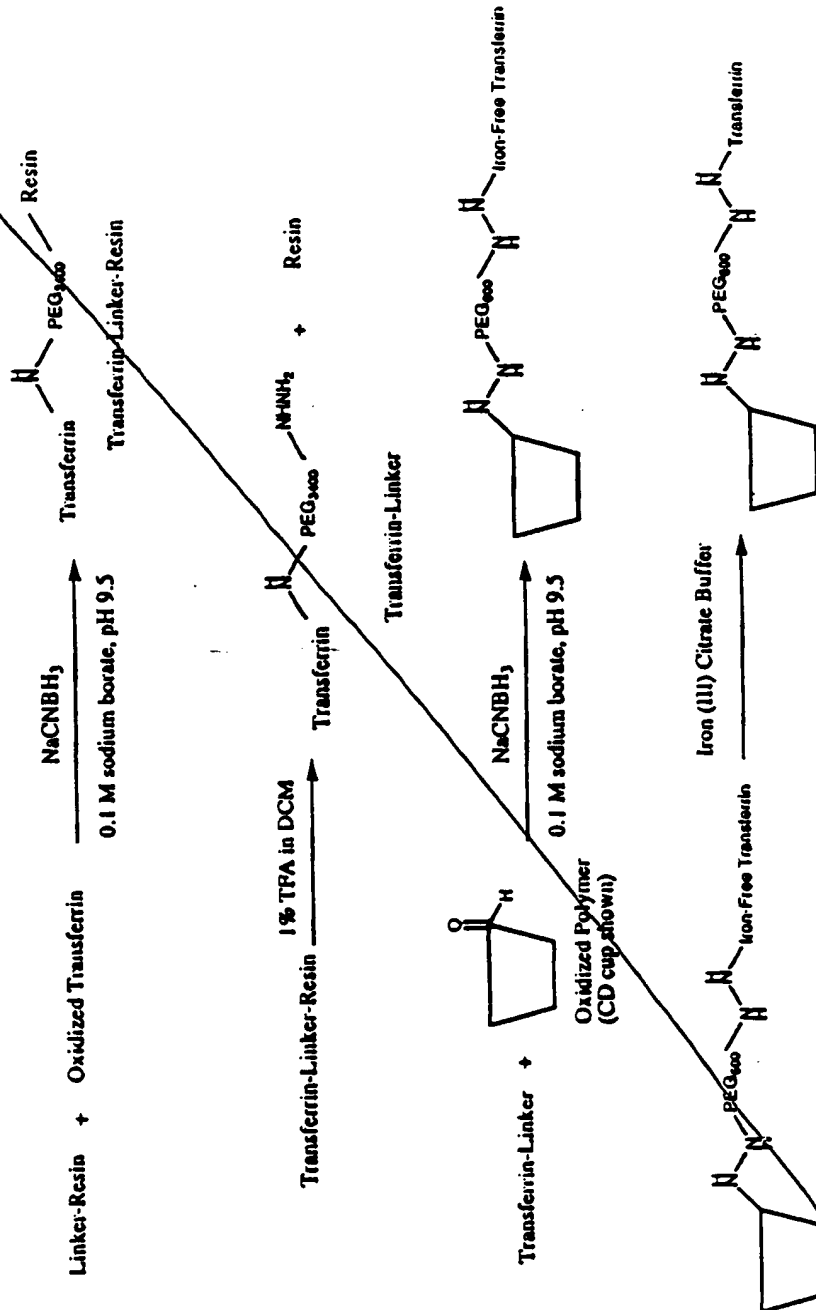 Linker-Resin + Oxidized Transferrin
NaCNBH3
0.1 M sodium borate, pH 9.5
Transferrin
H
N
PEG3400
Resin
Transferrin-Linker-Resin
Transferrin-Linker-Resin
1% TFA in DCM
Transferrin
H
N
PEG3400
NHNH2
+ Resin
Transferrin-Linker
Transferrin-Linker +
O
H
Oxidized Polymer
(CD cup shown)
NaCNBH3
0.1 M sodium borate, pH 9.5
H
N
N
H
PEG600
H
N
N
H
Iron-Free Transferrin
H
N
N
PEG600
H
N
N
H
Iron-Free Transferrin
Iron (III) Citrate Buffer
H
N
N
H
PEG600
H
N
N
H
Transferrin